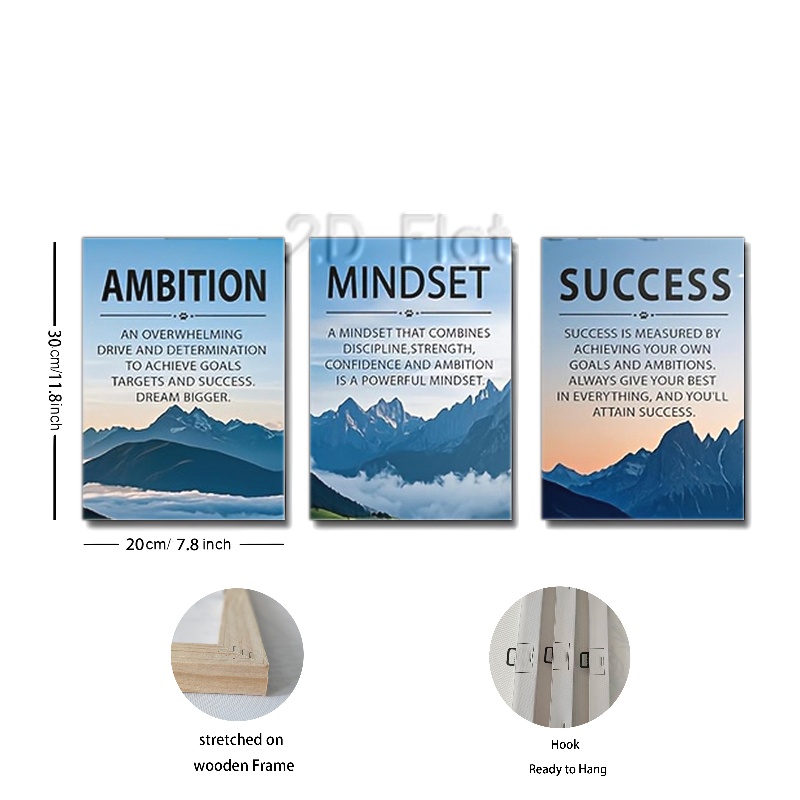 2D Flat
AMBITION
AN OVERWHELMING
DRIVE AND DETERMINATION
TO ACHIEVE GOALS
TARGETS AND SUCCESS.
DREAM BIGGER.
MINDSET
A MINDSET THAT COMBINES
DISCIPLINE,STRENGTH,
CONFIDENCE AND AMBITION
IS A POWERFUL MINDSET.
SUCCESS
SUCCESS IS MEASURED BY
ACHIEVING YOUR OWN
GOALS AND AMBITIONS.
ALWAYS GIVE YOUR BEST
IN EVERYTHING, AND YOU'LL
ATTAIN SUCCESS.
30cm/11.8inch
20cm/ 7.8 inch
stretched on
wooden Frame
Hook
Ready to Hang